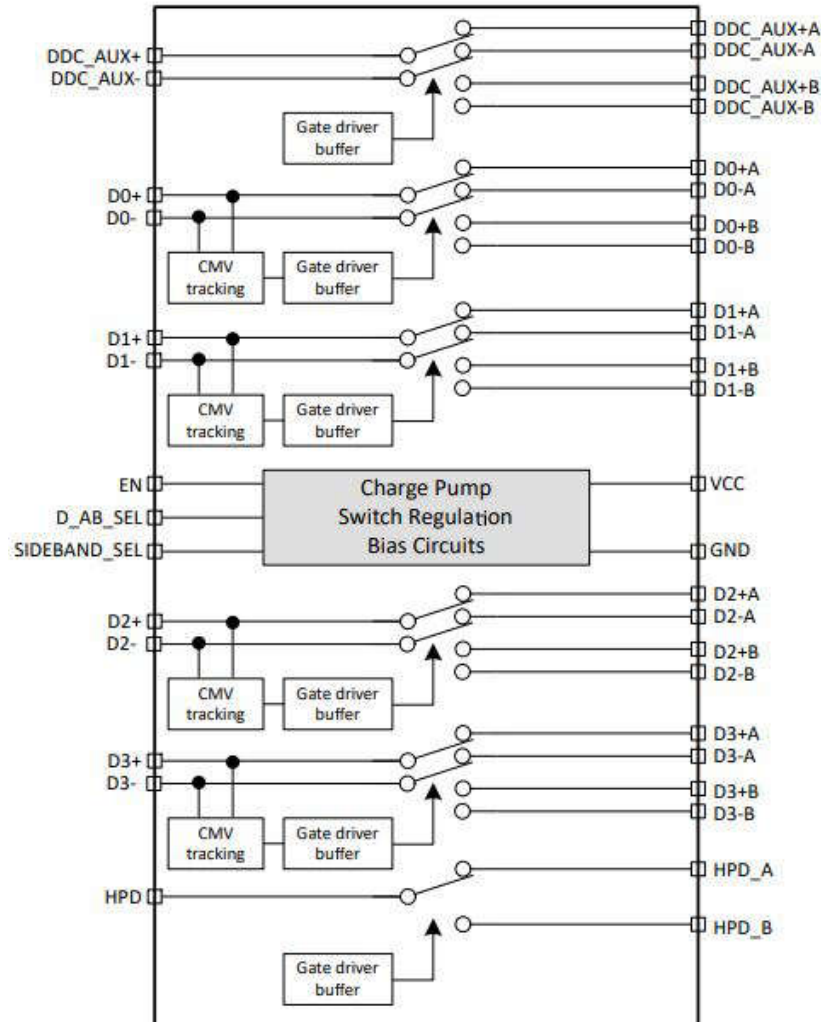 DDC_AUX+
DDC_AUX-
DDC_AUX+A
DDC_AUX-A
DDC_AUX+B
DDC_AUX-B
Gate driver
buffer
D0+
D0-
D0+A
D0-A
D0+B
D0-B
CMV
tracking
Gate driver
buffer
D1+
D1-
D1+A
D1-A
D1+B
D1-B
CMV
tracking
Gate driver
buffer
EN
D_AB_SEL
SIDEBAND_SEL
Charge Pump
Switch Regulation
Bias Circuits
VCC
GND
D2+
D2-
D2+A
D2-A
D2+B
D2-B
CMV
tracking
Gate driver
buffer
D3+
D3-
D3+A
D3-A
D3+B
D3-B
CMV
tracking
Gate driver
buffer
HPD
HPD_A
HPD_B
Gate driver
buffer